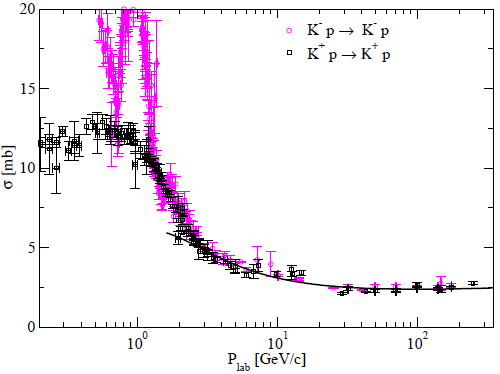 20
K⁻ p → K⁻ p
K⁺ p → K⁺ p
15
σ [mb]
10
5
0
10⁰ 10¹ 10²
P_lab [GeV/c]